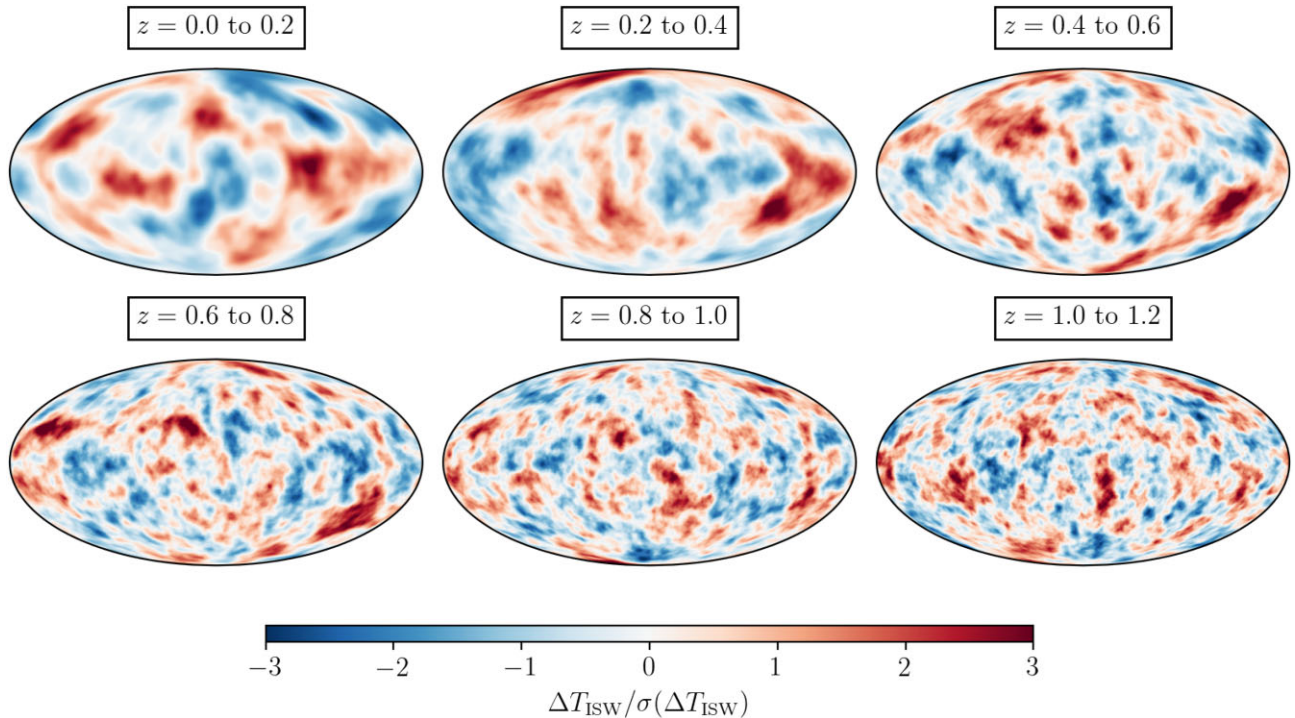 z = 0.0 to 0.2
z = 0.2 to 0.4
z = 0.4 to 0.6
z = 0.6 to 0.8
z = 0.8 to 1.0
z = 1.0 to 1.2
−3 −2 −1 0 1 2 3
ΔT_ISW/σ(ΔT_ISW)